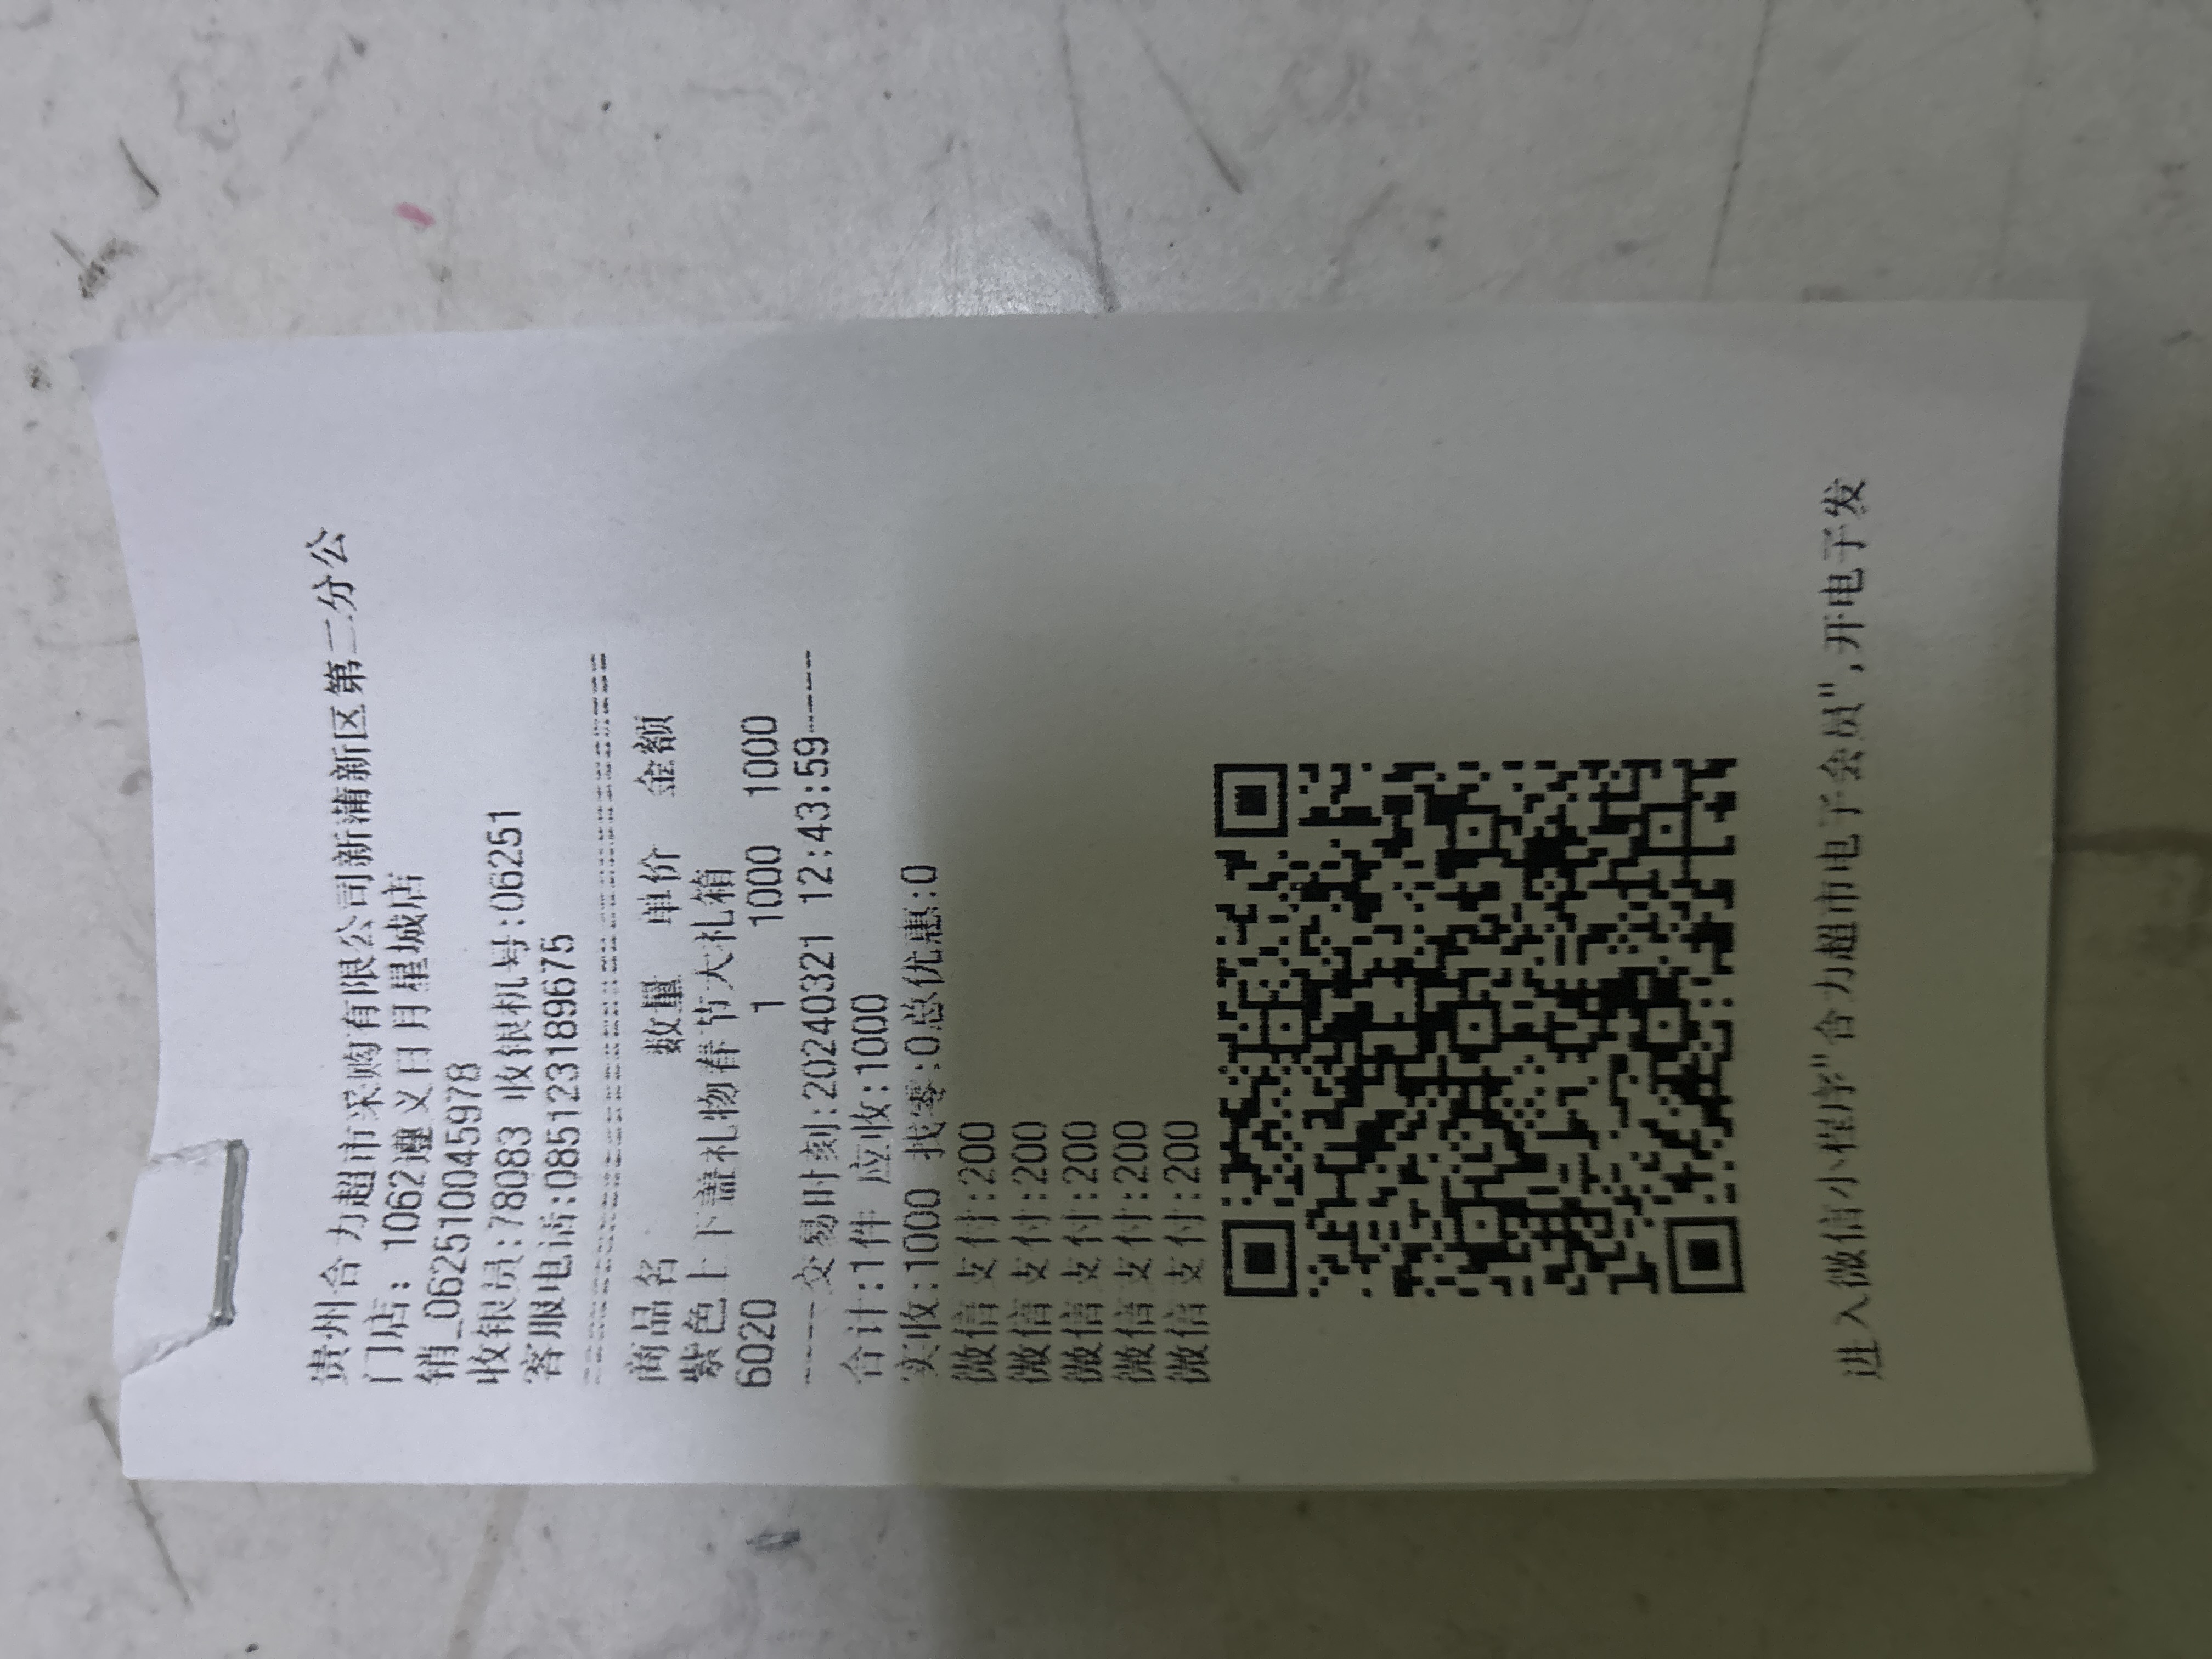 贵州合力超市采购有限公司新蒲新区第二分公
门店: 1062遵义日月星城店
销_0625100045978
收银员:78083 收银机号:06251
客服电话:085123189675
================================
商品名 数量 单价 金额
紫色上下盖礼物春节大礼箱
6020 1 1000 1000
----交易时刻:20240321 12:43:59----
合计:1件 应收:1000
实收:1000 找零:0总优惠:0
微信支付:200
微信支付:200
微信支付:200
微信支付:200
微信支付:200
进入微信小程序"合力超市电子会员",开电子发